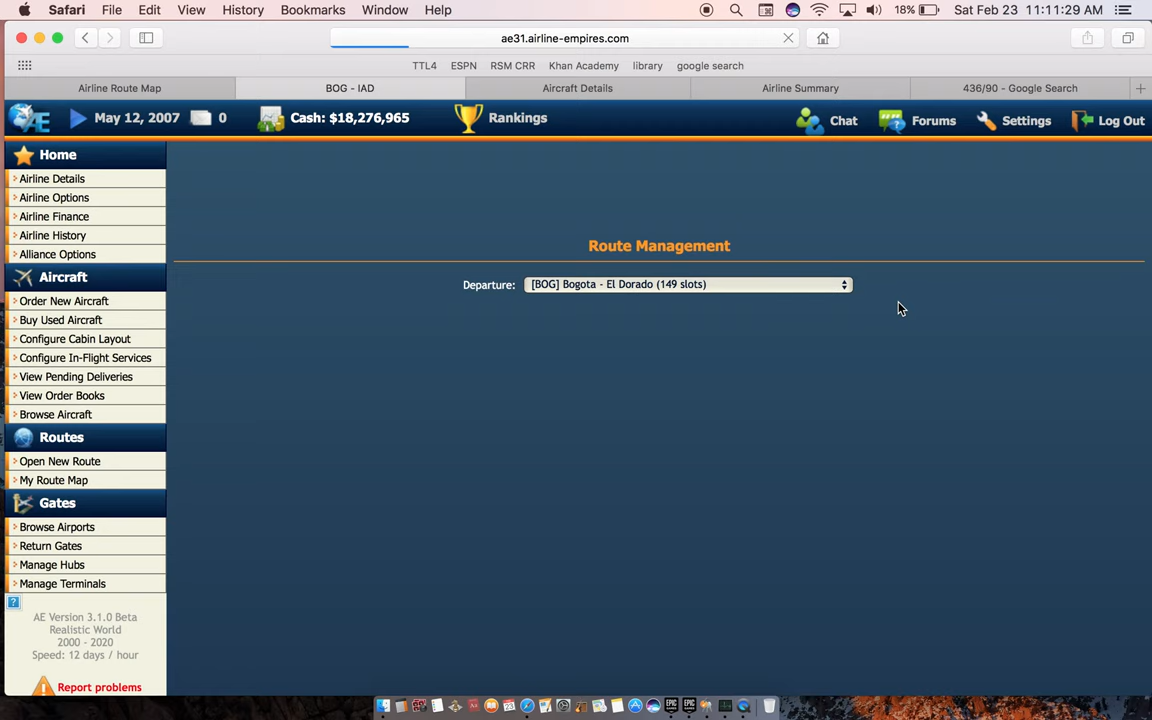 Safari File Edit View History Bookmarks Window Help 18% Sat Feb 23 11:11:29 AM
ae31.airline-empires.com
TTL4 ESPN RSM CRR Khan Academy library google search
Airline Route Map BOG - IAD Aircraft Details Airline Summary 436/90 - Google Search
AE May 12, 2007 0 Cash: $18,276,965 Rankings Chat Forums Settings Log Out
Home
Airline Details
Airline Options
Airline Finance
Airline History
Alliance Options
Aircraft
Order New Aircraft
Buy Used Aircraft
Configure Cabin Layout
Configure In-Flight Services
View Pending Deliveries
View Order Books
Browse Aircraft
Routes
Open New Route
My Route Map
Gates
Browse Airports
Return Gates
Manage Hubs
Manage Terminals
?
AE Version 3.1.0 Beta
Realistic World
2000 - 2020
Speed: 12 days / hour
Report problems
Route Management
Departure: [BOG] Bogota - El Dorado (149 slots)